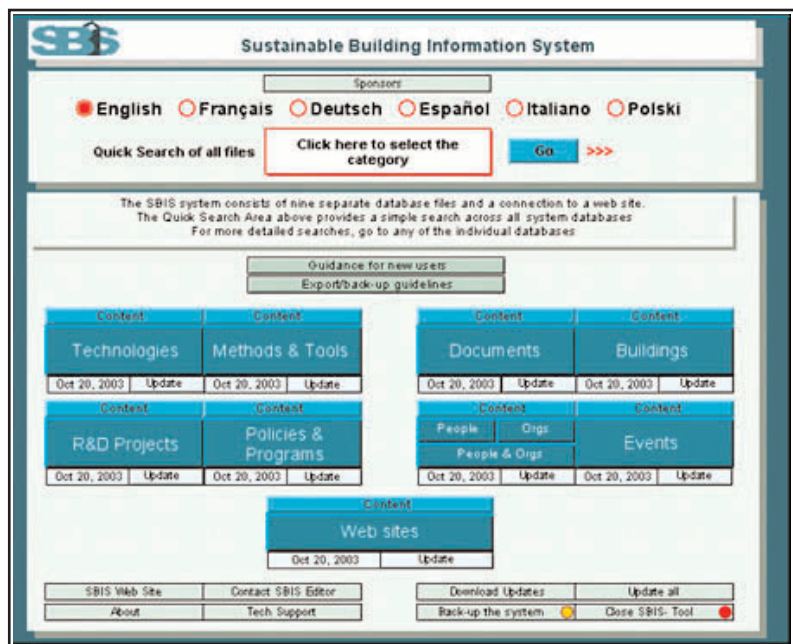 SBIS
Sustainable Building Information System
Sponsors
English Français Deutsch Español Italiano Polski
Quick Search of all files
Click here to select the
category
Go >>>
The SBIS system consists of nine separate database files and a connection to a web site.
The Quick Search Area above provides a simple search across all system databases
For more detailed searches, go to any of the individual databases
Guidance for new users
Export/back-up guidelines
Content Content Content Content
Technologies Methods & Tools Documents Buildings
Oct 20, 2003 Update Oct 20, 2003 Update Oct 20, 2003 Update Oct 20, 2003 Update
Content Content Content Content
R&D Projects Policies &
Programs
People Orgs
People & Orgs
Events
Oct 20, 2003 Update Oct 20, 2003 Update Oct 20, 2003 Update Oct 20, 2003 Update
Content
Web sites
Oct 20, 2003 Update
SBIS Web Site Contact SBIS Editor Download Updates Update all
About Tech Support Back-up the system Close SBIS- Tool